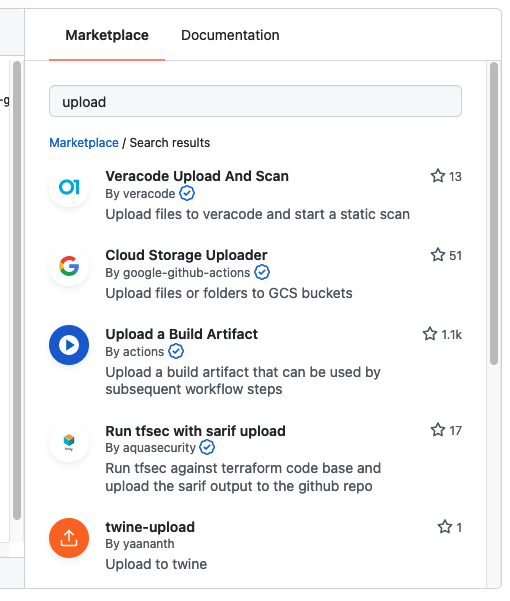 Marketplace Documentation
-g
upload
Marketplace / Search results
Veracode Upload And Scan 13
By veracode
Upload files to veracode and start a static scan
Cloud Storage Uploader 51
By google-github-actions
Upload files or folders to GCS buckets
Upload a Build Artifact 1.1k
By actions
Upload a build artifact that can be used by
subsequent workflow steps
Run tfsec with sarif upload 17
By aquasecurity
Run tfsec against terraform code base and
upload the sarif output to the github repo
twine-upload 1
By yaananth
Upload to twine